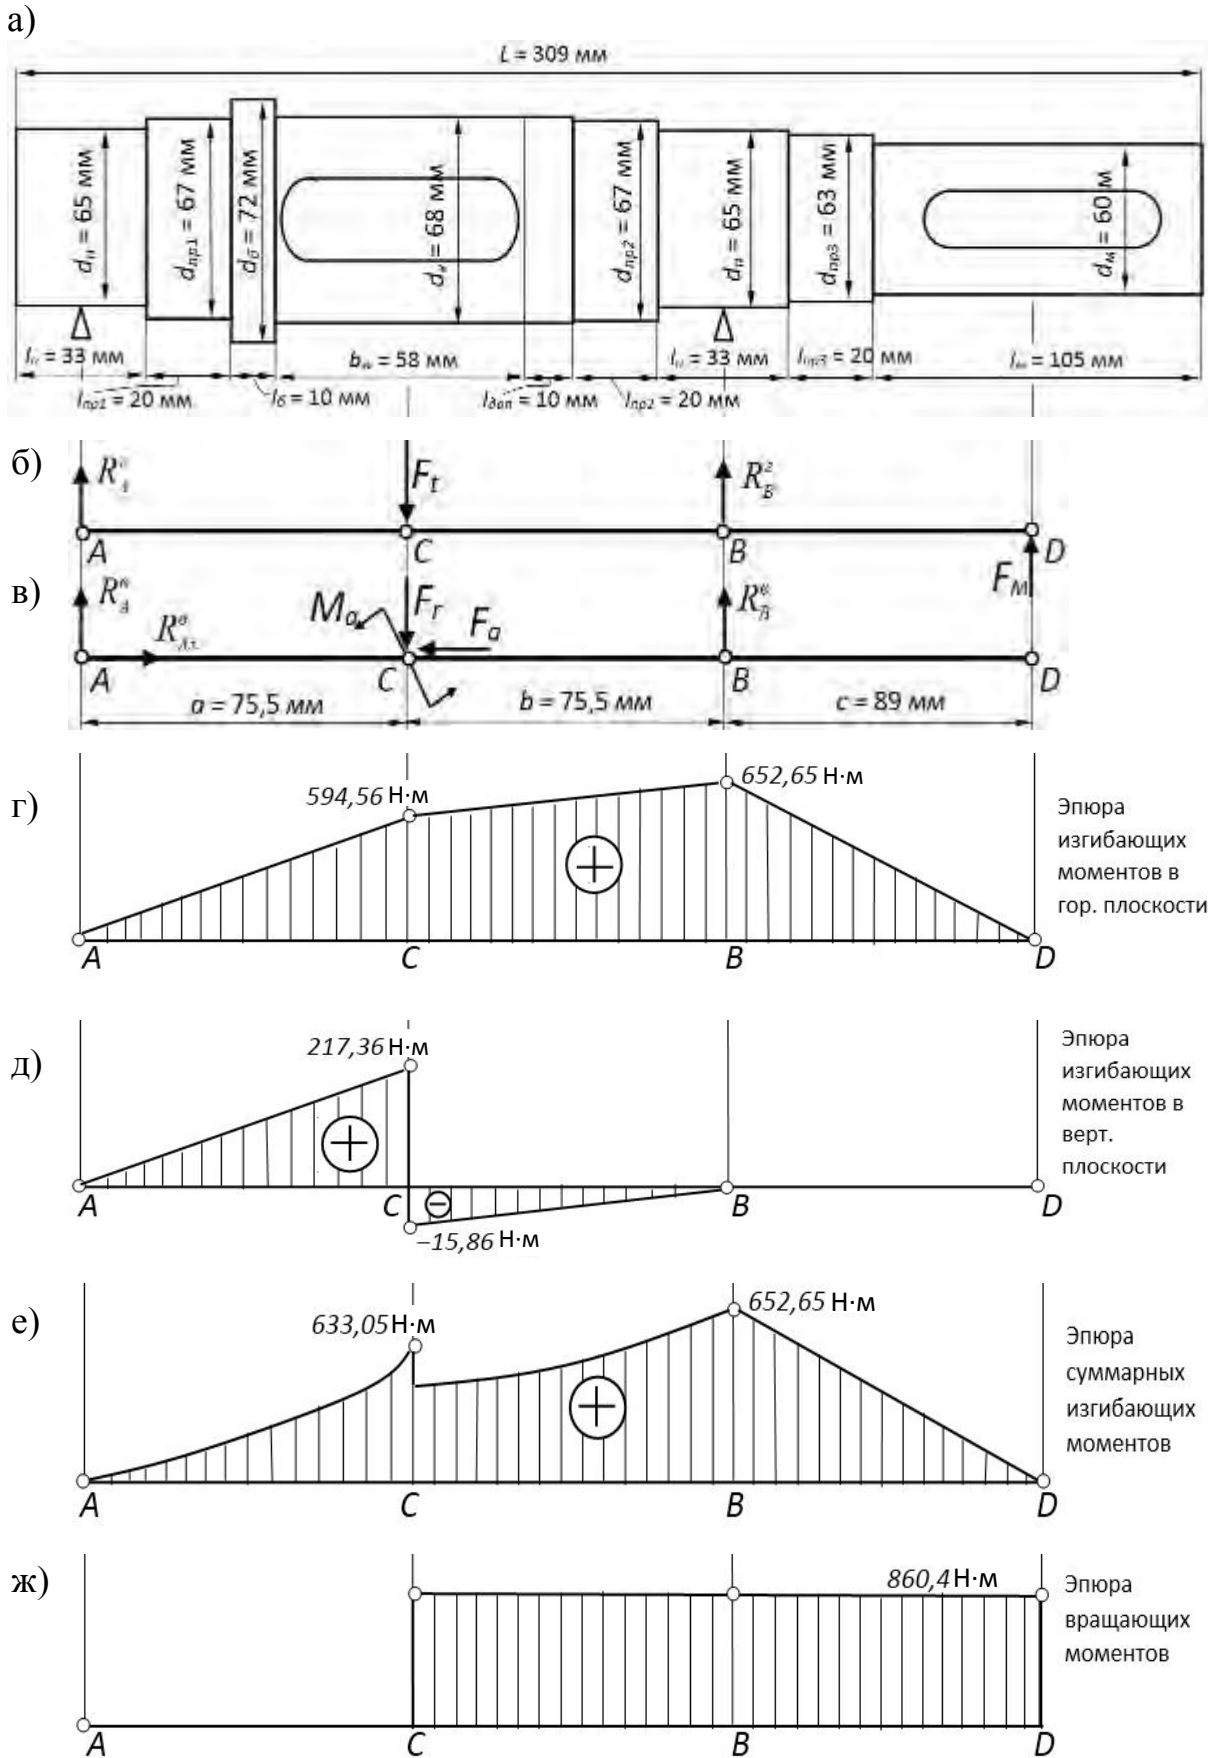 а)
L = 309 мм
dп = 65 мм
dпр1 = 67 мм
dб = 72 мм
dк = 68 мм
dпр2 = 67 мм
dп = 65 мм
dпр3 = 63 мм
dм = 60 м
lп = 33 мм
bw = 58 мм
lп = 33 мм
lпр3 = 20 мм
lм = 105 мм
lпр1 = 20 мм
lб = 10 мм
lдоп = 10 мм
lпр2 = 20 мм
б)
Ft
A
C
B
D
в)
Fм
Ma
Fr
Fa
A
C
B
D
a = 75,5 мм
b = 75,5 мм
c = 89 мм
г)
594,56 Н·м
652,65 Н·м
Эпюра
изгибающих
моментов в
гор. плоскости
A
C
B
D
д)
217,36 Н·м
Эпюра
изгибающих
моментов в
верт.
плоскости
A
C
B
D
−15,86 Н·м
е)
633,05 Н·м
652,65 Н·м
Эпюра
суммарных
изгибающих
моментов
A
C
B
D
ж)
860,4 Н·м
Эпюра
вращающих
моментов
A
C
B
D